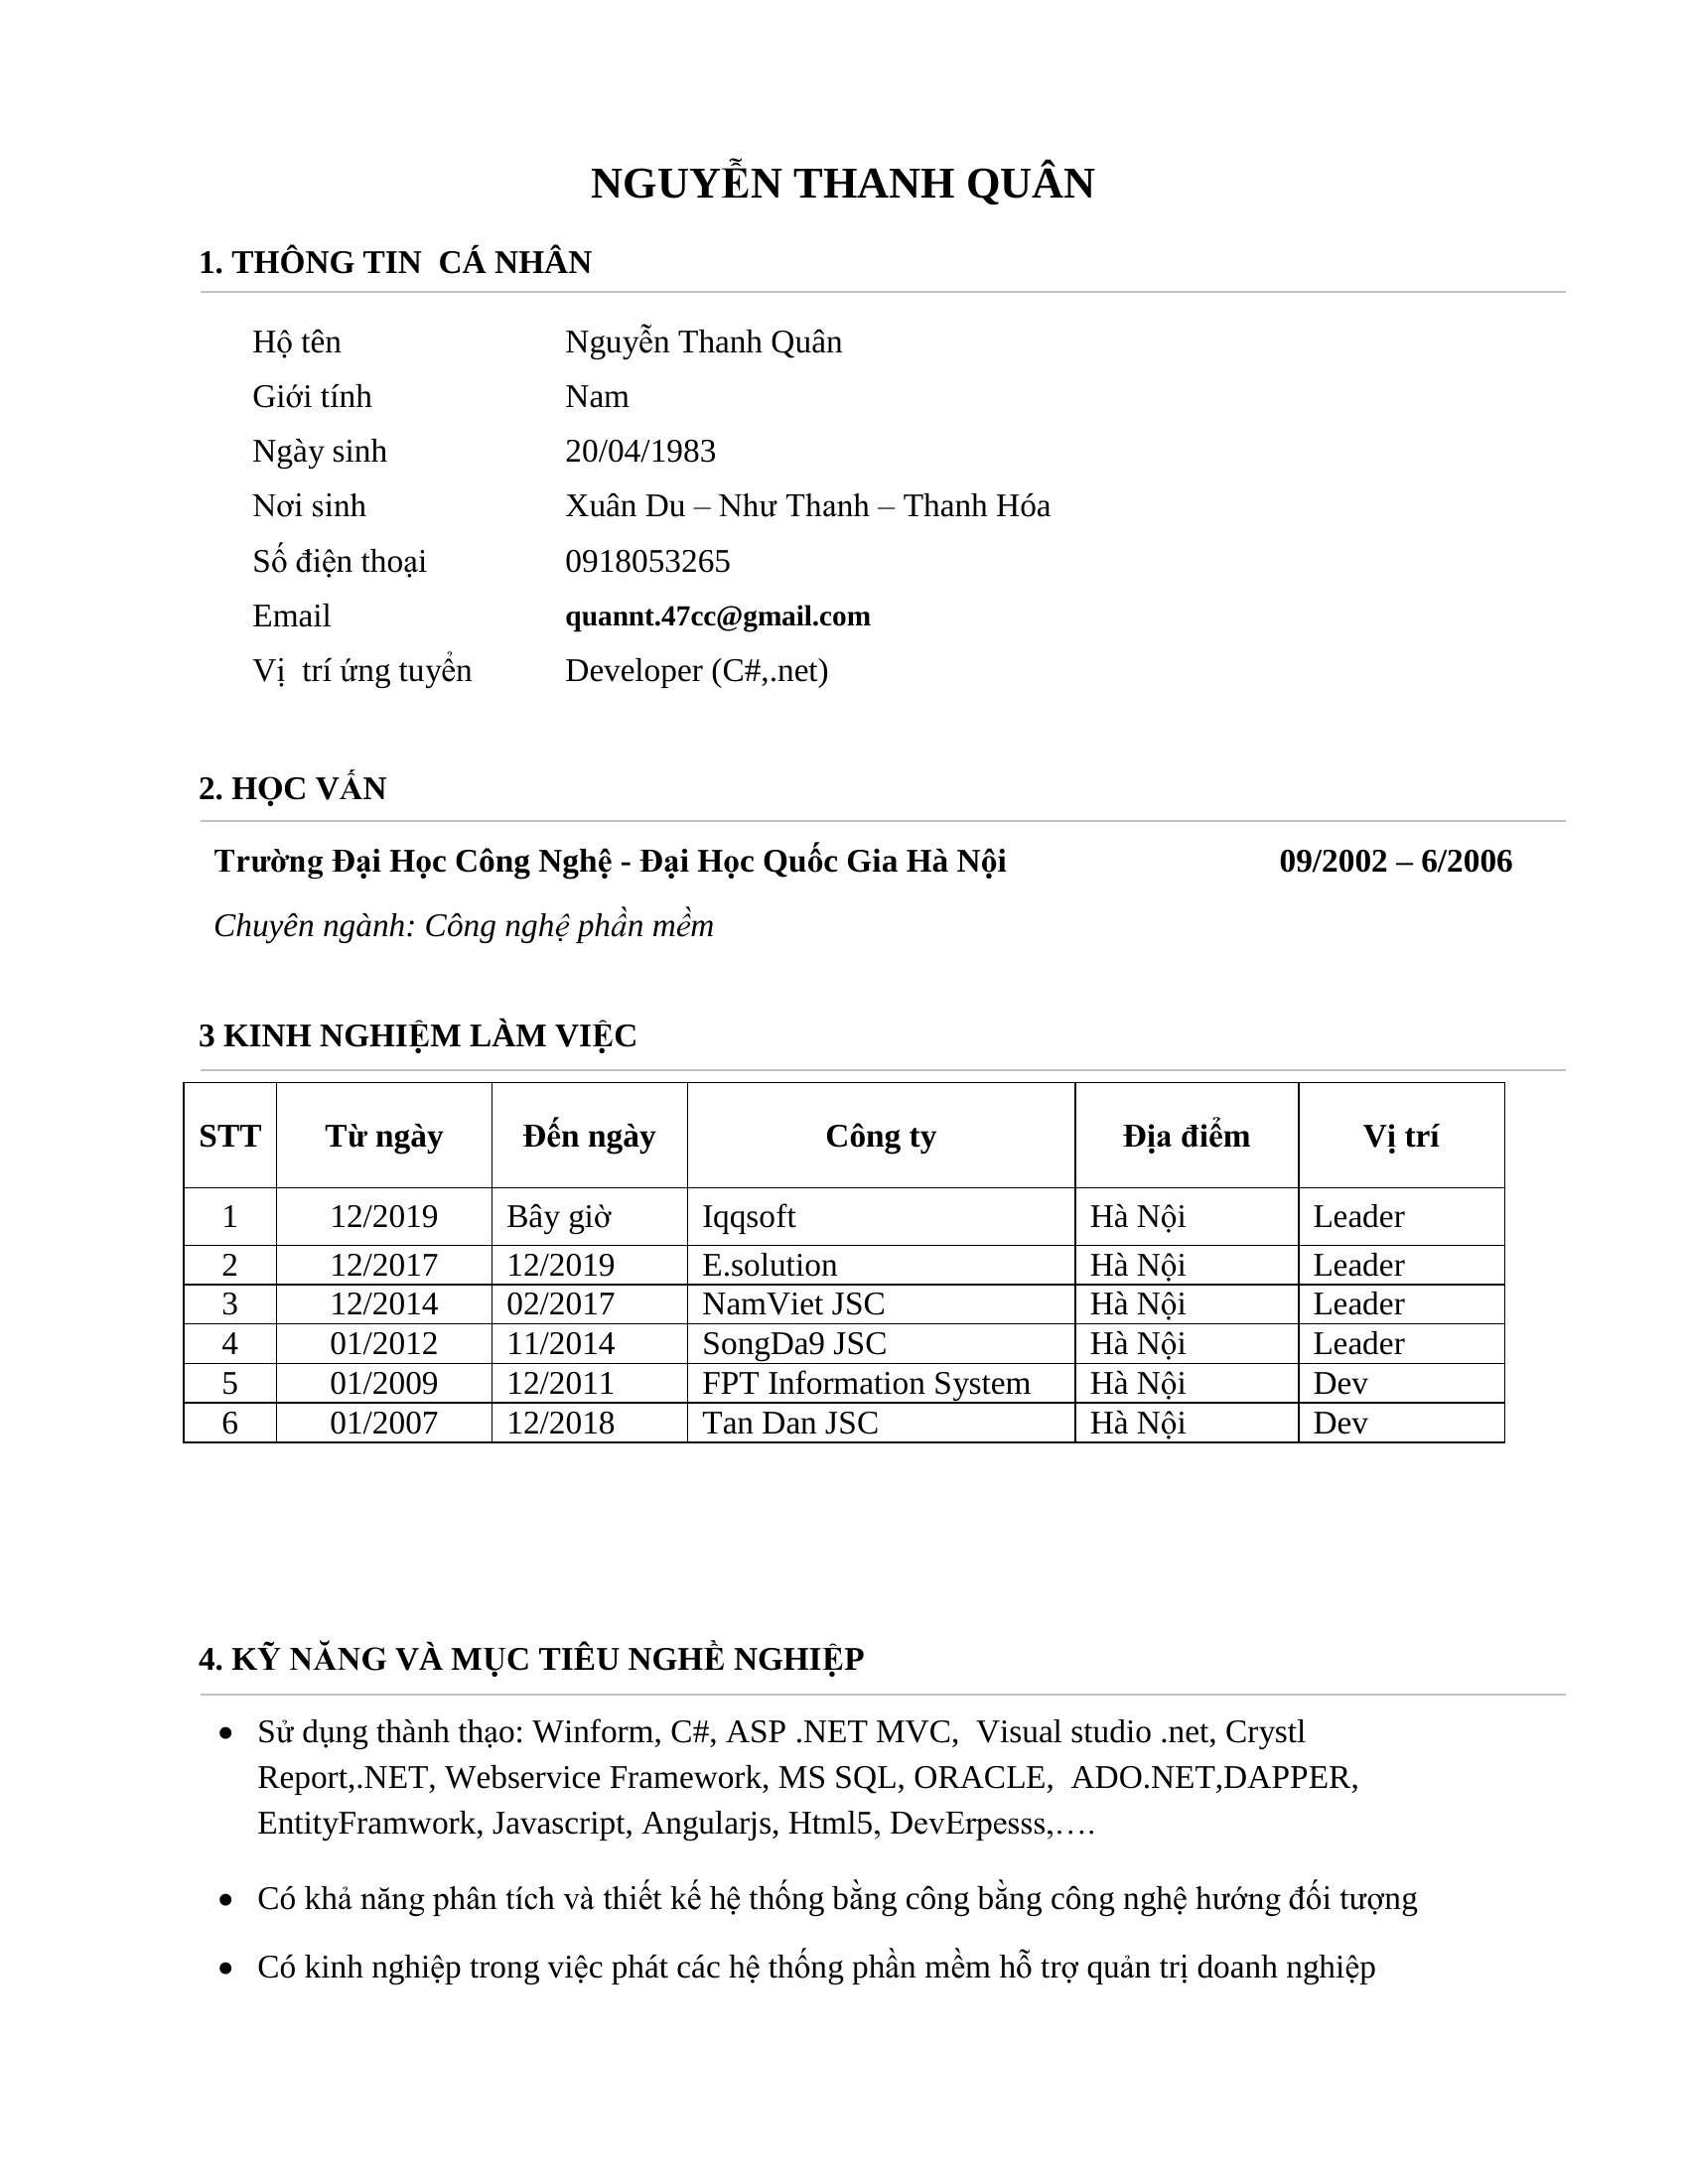 NGUYỄN THANH QUÂN
1. THÔNG TIN  CÁ NHÂN
Hộ tên Nguyễn Thanh Quân
Giới tính Nam
Ngày sinh 20/04/1983
Nơi sinh Xuân Du – Như Thanh – Thanh Hóa
Số điện thoại 0918053265
Email quannt.47cc@gmail.com
Vị  trí ứng tuyển Developer (C#,.net)
2. HỌC VẤN
Trường Đại Học Công Nghệ - Đại Học Quốc Gia Hà Nội 09/2002 – 6/2006
Chuyên ngành: Công nghệ phần mềm
3 KINH NGHIỆM LÀM VIỆC
STT Từ ngày Đến ngày Công ty Địa điểm Vị trí
1 12/2019 Bây giờ Iqqsoft Hà Nội Leader
2 12/2017 12/2019 E.solution Hà Nội Leader
3 12/2014 02/2017 NamViet JSC Hà Nội Leader
4 01/2012 11/2014 SongDa9 JSC Hà Nội Leader
5 01/2009 12/2011 FPT Information System Hà Nội Dev
6 01/2007 12/2018 Tan Dan JSC Hà Nội Dev
4. KỸ NĂNG VÀ MỤC TIÊU NGHỀ NGHIỆP
• Sử dụng thành thạo: Winform, C#, ASP .NET MVC,  Visual studio .net, Crystl
Report,.NET, Webservice Framework, MS SQL, ORACLE,  ADO.NET,DAPPER,
EntityFramwork, Javascript, Angularjs, Html5, DevErpesss,….
• Có khả năng phân tích và thiết kế hệ thống bằng công bằng công nghệ hướng đối tượng
• Có kinh nghiệp trong việc phát các hệ thống phần mềm hỗ trợ quản trị doanh nghiệp